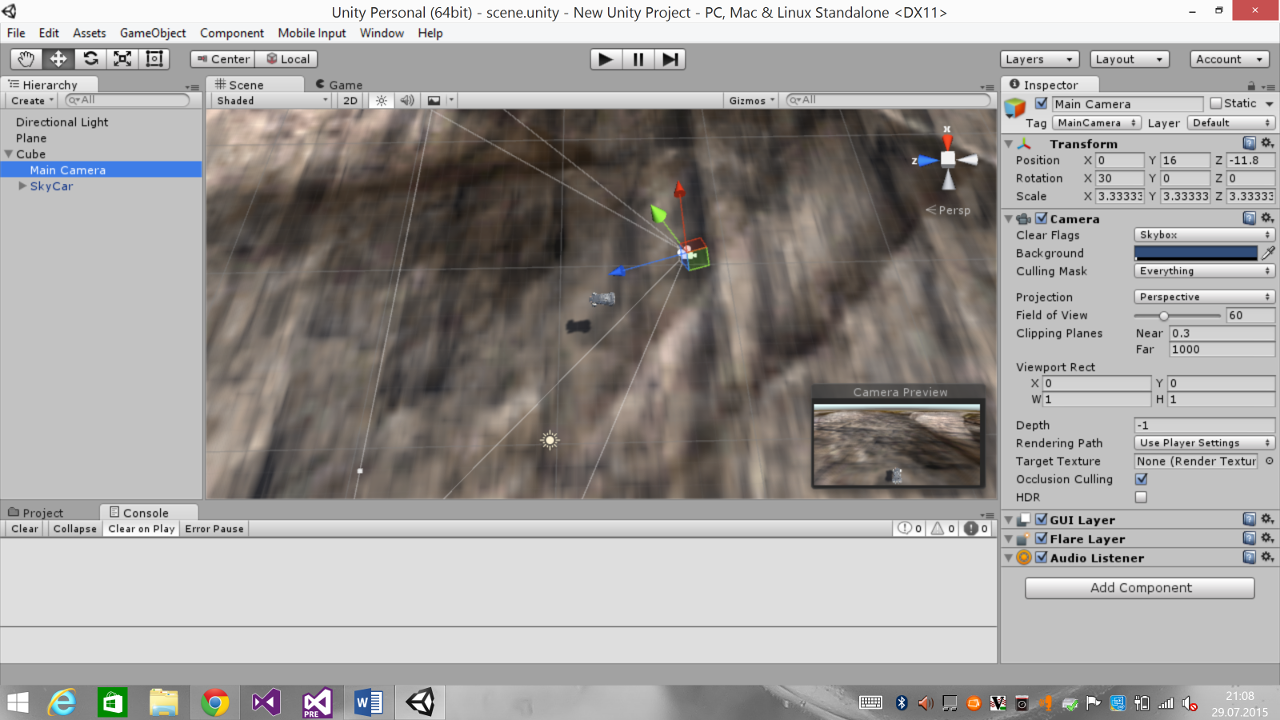 Unity Personal (64bit) - scene.unity - New Unity Project - PC, Mac & Linux Standalone <DX11>
File Edit Assets GameObject Component Mobile Input Window Help
Center Local Layers Layout Account
Hierarchy
Create All
Directional Light
Plane
Cube
Main Camera
SkyCar
Scene Game
Shaded 2D Gizmos All
x
z
Persp
Camera Preview
Inspector
Main Camera Static
Tag MainCamera Layer Default
Transform
Position X 0 Y 16 Z -11.8
Rotation X 30 Y 0 Z 0
Scale X 3.33333 Y 3.33333 Z 3.33333
Camera
Clear Flags Skybox
Background
Culling Mask Everything
Projection Perspective
Field of View 60
Clipping Planes Near 0.3
Far 1000
Viewport Rect
X 0 Y 0
W 1 H 1
Depth -1
Rendering Path Use Player Settings
Target Texture None (Render Textur
Occlusion Culling
HDR
GUI Layer
Flare Layer
Audio Listener
Add Component
Project Console
Clear Collapse Clear on Play Error Pause 0 0 0
PRE
21:08
29.07.2015